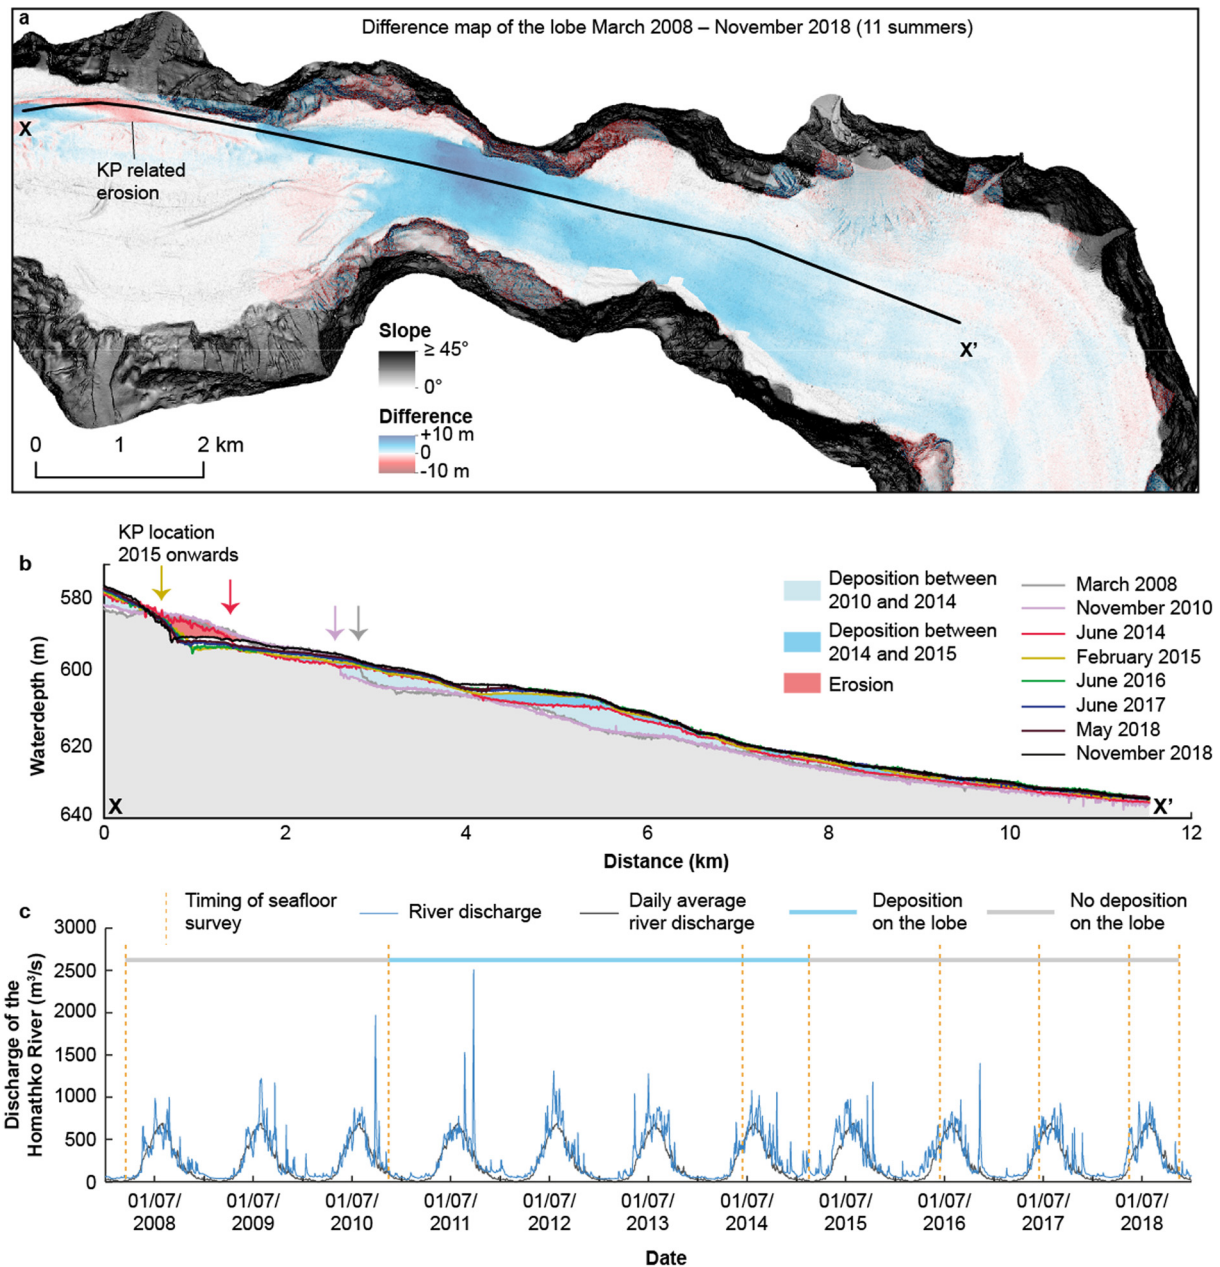 a
Difference map of the lobe March 2008 – November 2018 (11 summers)
X
KP related
erosion
X'
Slope
≥ 45°
0°
Difference
+10 m
0
-10 m
0 1 2 km
b
KP location
2015 onwards
Deposition between
2010 and 2014
Deposition between
2014 and 2015
Erosion
March 2008
November 2010
June 2014
February 2015
June 2016
June 2017
May 2018
November 2018
Waterdepth (m)
580
600
620
640
X
X'
0 2 4 6 8 10 12
Distance (km)
c
Timing of seafloor
survey
River discharge
Daily average
river discharge
Deposition
on the lobe
No deposition
on the lobe
Discharge of the
Homathko River (m³/s)
3000
2500
2000
1500
1000
500
0
01/07/ 01/07/ 01/07/ 01/07/ 01/07/ 01/07/ 01/07/ 01/07/ 01/07/ 01/07/ 01/07/
2008 2009 2010 2011 2012 2013 2014 2015 2016 2017 2018
Date